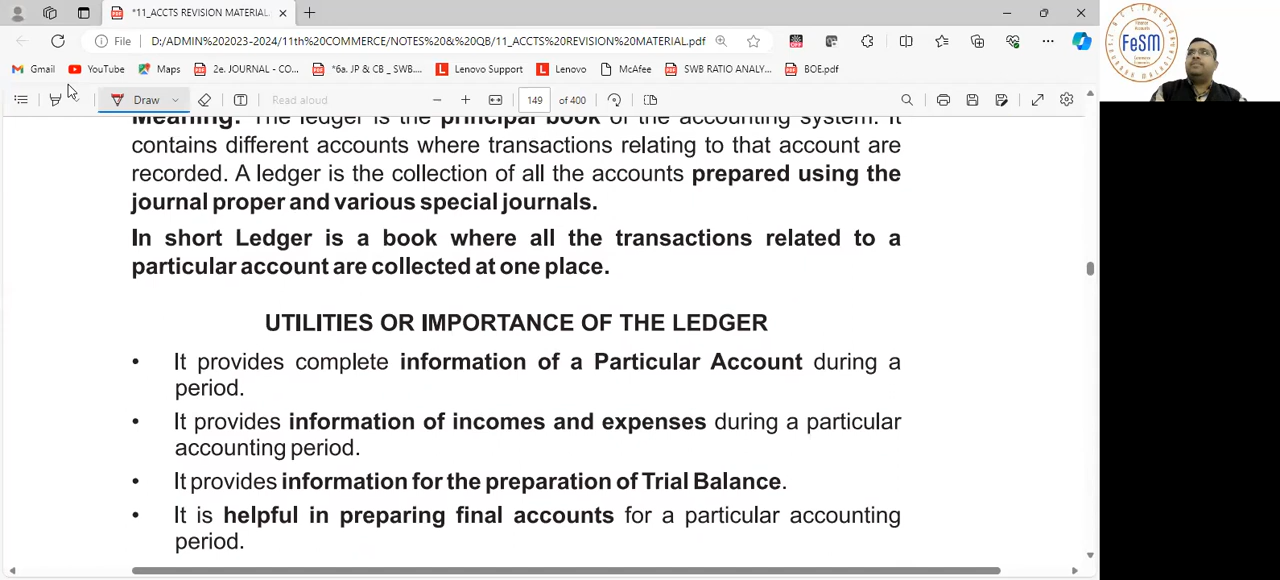 *11_ACCTS REVISION MATERIAL.
File
D:/ADMIN%202023-2024/11th%20COMMERCE/NOTES%20%20QB/11_ACCTS%20REVISION%20MATERIAL.pdf
Gmail
YouTube
Maps
2e. JOURNAL - CO...
*6a. JP & CB _ SWB...
Lenovo Support
Lenovo
McAfee
SWB RATIO ANALY...
BOE.pdf
Draw
Read aloud
149 of 400
Meaning: The ledger is the principal book of the accounting system. It
contains different accounts where transactions relating to that account are
recorded. A ledger is the collection of all the accounts prepared using the
journal proper and various special journals.
In short Ledger is a book where all the transactions related to a
particular account are collected at one place.
UTILITIES OR IMPORTANCE OF THE LEDGER
• It provides complete information of a Particular Account during a
period.
• It provides information of incomes and expenses during a particular
accounting period.
• It provides information for the preparation of Trial Balance.
• It is helpful in preparing final accounts for a particular accounting
period.
FeSM